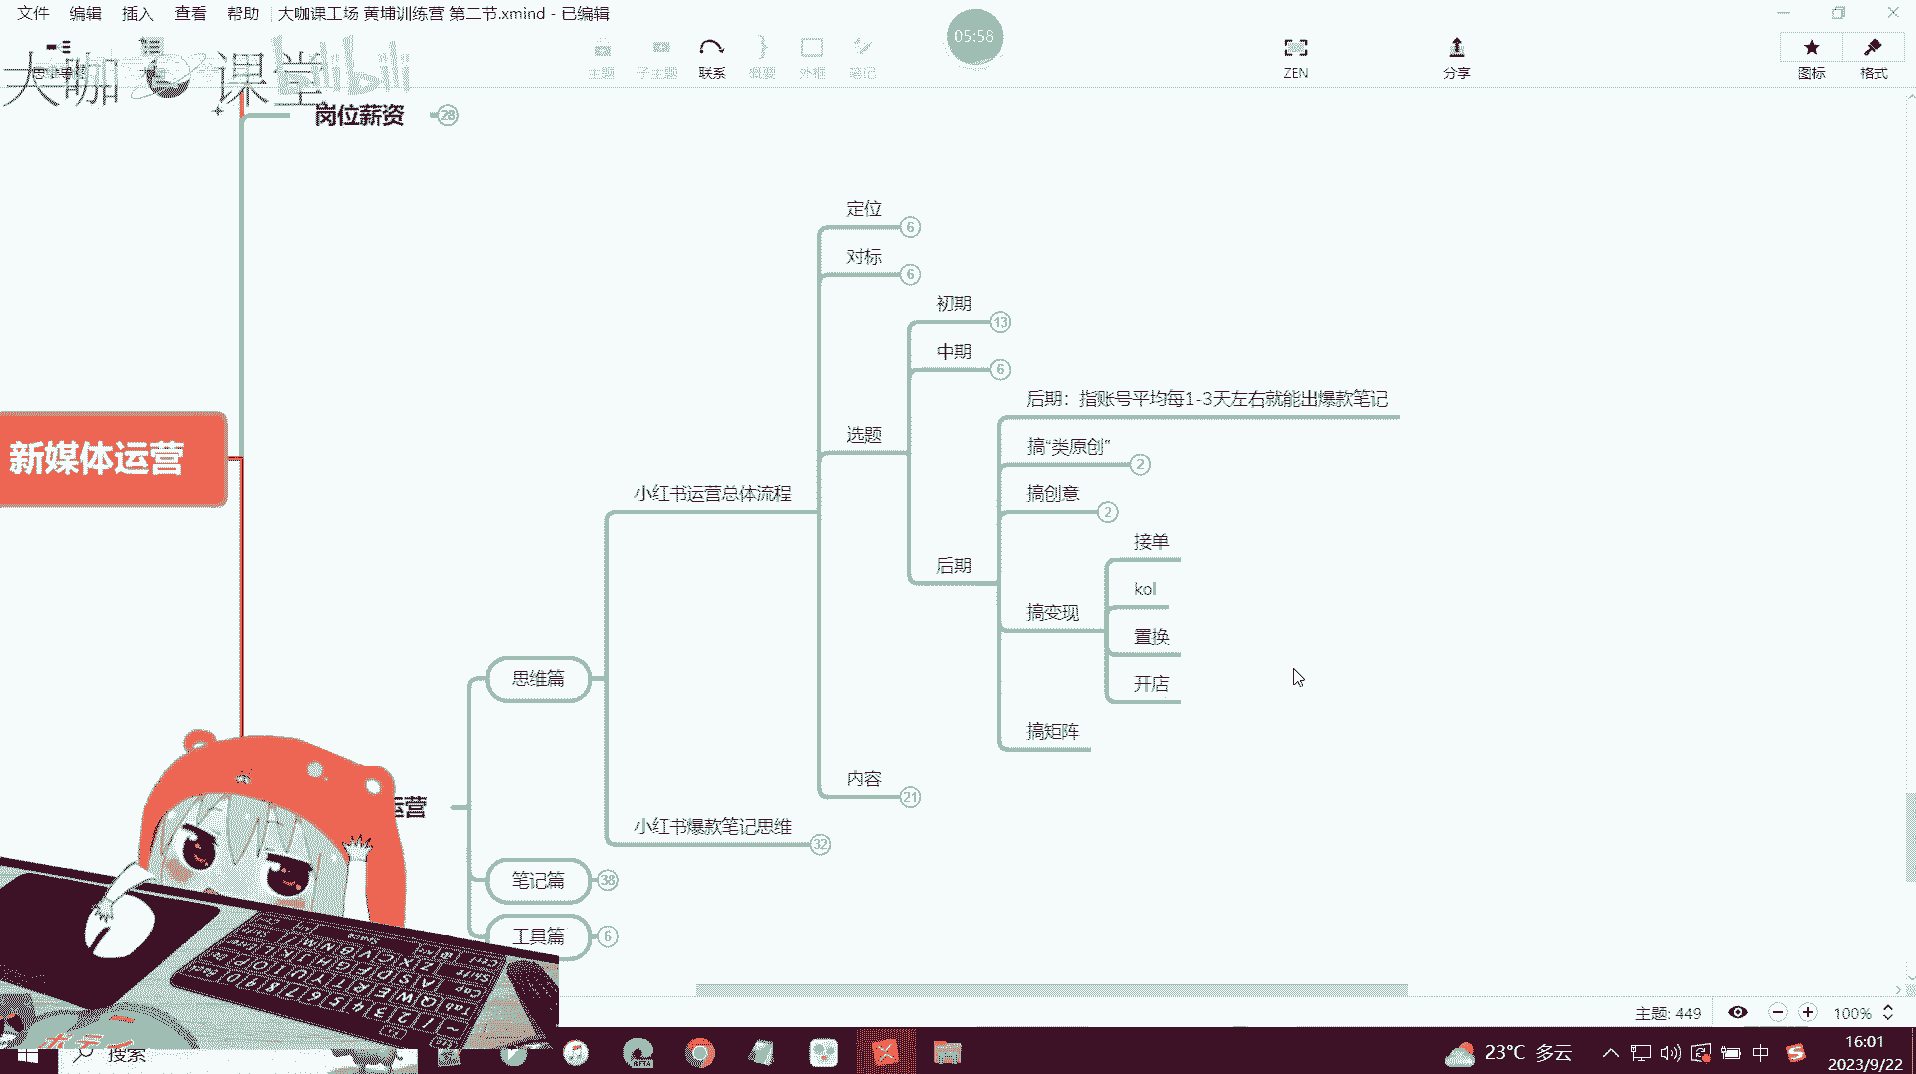 文件 编辑 插入 查看 帮助 大咖课工场 黄埔训练营 第二节.xmind - 已编辑
大咖 课堂 bilibili
主题 子主题 联系 概要 外框 笔记
05:58
ZEN 分享 图标 格式
岗位薪资 28
定位 6
对标 6
初期 13
中期 6
后期：指账号平均每1-3天左右就能出爆款笔记
选题
搞“类原创” 2
新媒体运营
小红书运营总体流程
搞创意 2
接单
后期
kol
搞变现
置换
思维篇
开店
搞矩阵
内容 21
运营
小红书爆款笔记思维 32
笔记篇 38
工具篇 6
主题: 449 100%
搜索
23°C 多云
中
16:01
2023/9/22